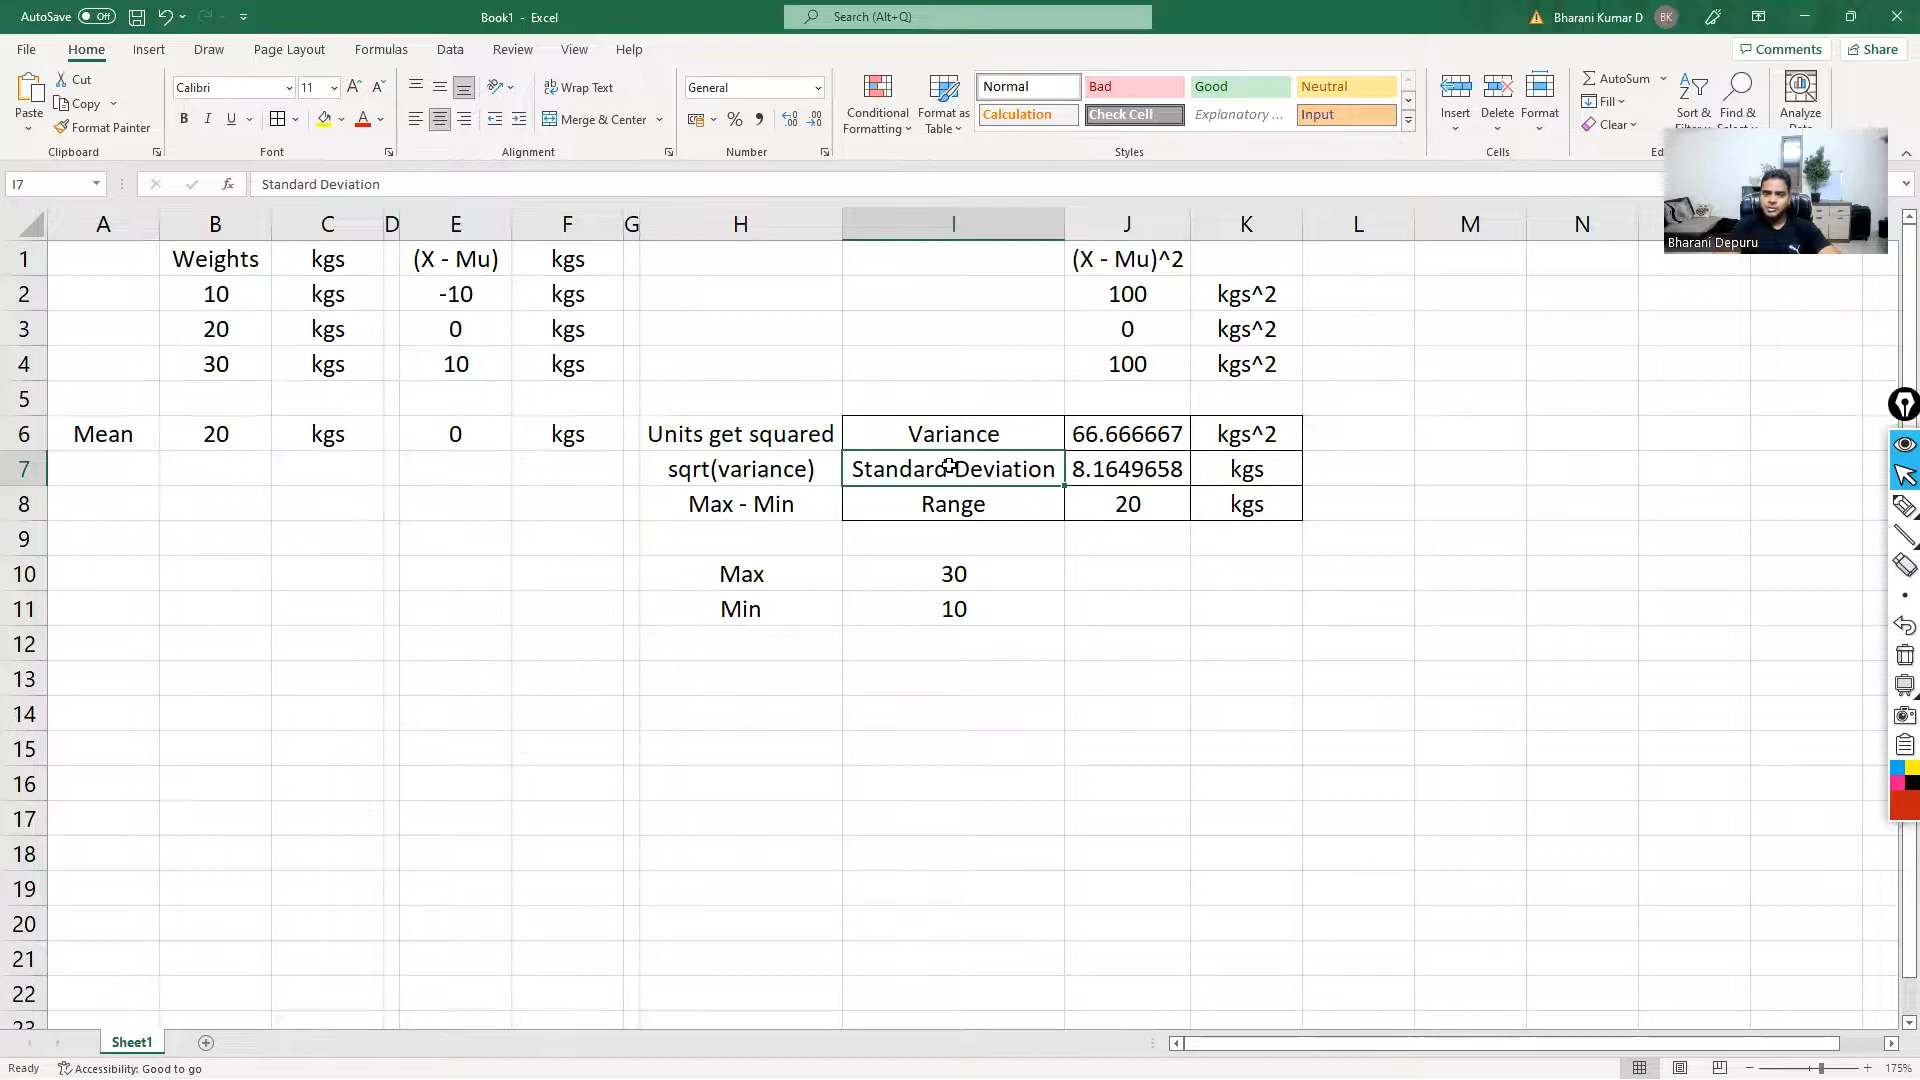 AutoSave Off Book1 - Excel Search (Alt+Q) Bharani Kumar D BK
File Home Insert Draw Page Layout Formulas Data Review View Help Comments Share
Paste Cut Copy Format Painter Clipboard
Calibri 11 A A B I U A Font
Wrap Text Merge & Center Alignment
General % Number
Conditional Formatting Format as Table Normal Bad Good Neutral Calculation Check Cell Explanatory ... Input Styles
Insert Delete Format Cells
AutoSum Fill Clear Sort & Find & Analyze
Bharani Depuru
I7 fx Standard Deviation
A B C D E F G H I J K L M N
1 Weights kgs (X - Mu) kgs (X - Mu)^2
2 10 kgs -10 kgs 100 kgs^2
3 20 kgs 0 kgs 0 kgs^2
4 30 kgs 10 kgs 100 kgs^2
5
6 Mean 20 kgs 0 kgs Units get squared Variance 66.666667 kgs^2
7 sqrt(variance) Standard Deviation 8.1649658 kgs
8 Max - Min Range 20 kgs
9
10 Max 30
11 Min 10
12
13
14
15
16
17
18
19
20
21
22
23
Sheet1
Ready Accessibility: Good to go 175%